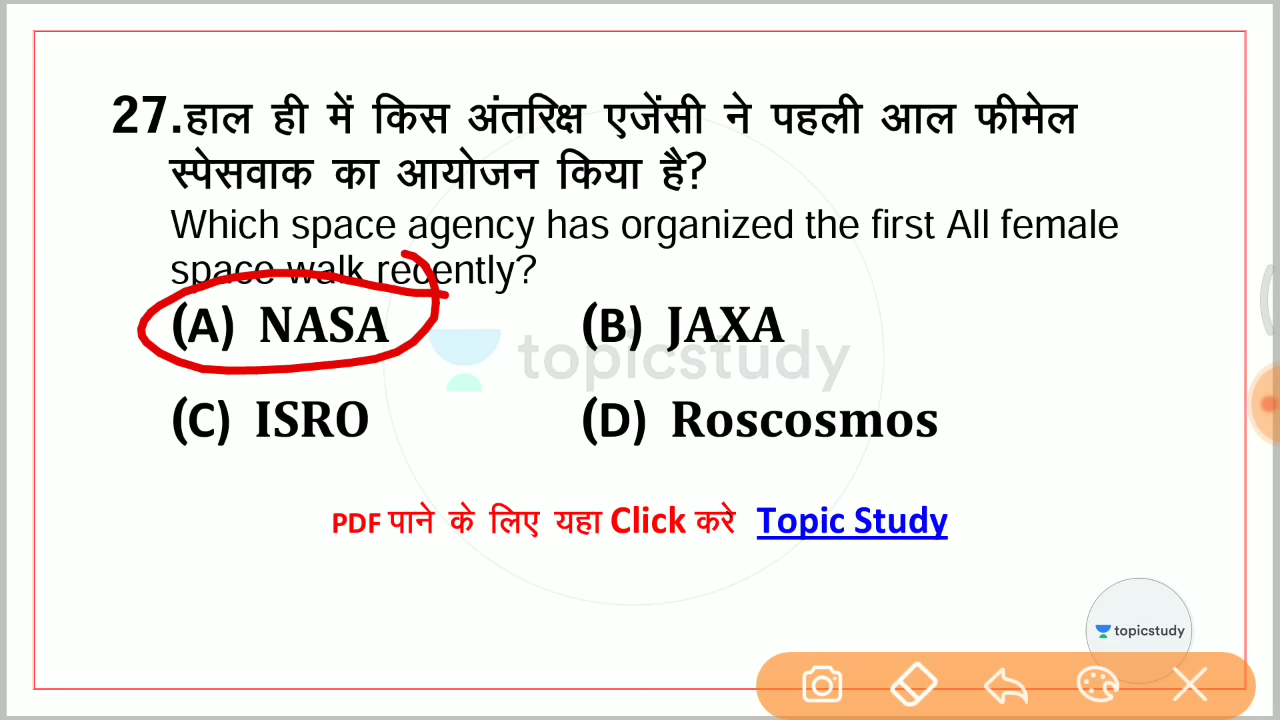 27.हाल ही में किस अंतरिक्ष एजेंसी ने पहली आल फीमेल
स्पेसवाक का आयोजन किया है?
Which space agency has organized the first All female
space walk recently?
(A) NASA (B) JAXA
topicstudy
(C) ISRO (D) Roscosmos
PDF पाने के लिए यहा Click करे Topic Study
topicstudy